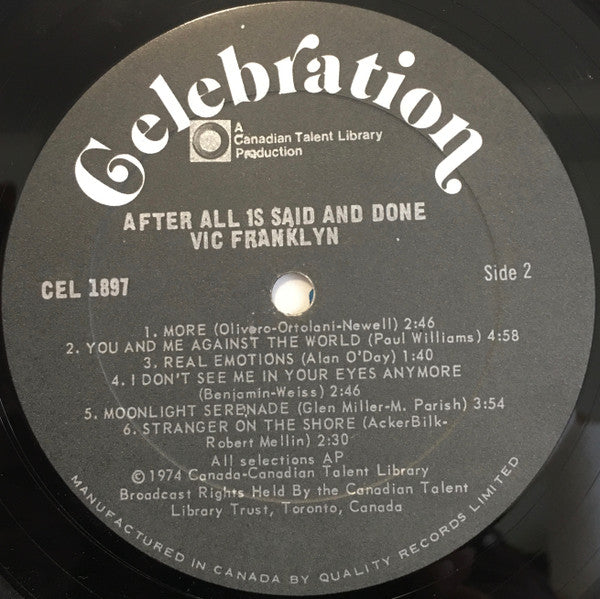 Celebration
A
Canadian Talent Library
Production
AFTER ALL IS SAID AND DONE
VIC FRANKLYN
CEL 1897
Side 2
1. MORE (Olivero-Ortolani-Newell) 2:46
2. YOU AND ME AGAINST THE WORLD (Paul Williams) 4:58
3. REAL EMOTIONS (Alan O'Day) 1:40
4. I DON'T SEE ME IN YOUR EYES ANYMORE
(Benjamin-Weiss) 2:46
5. MOONLIGHT SERENADE (Glen Miller-M. Parish) 3:54
6. STRANGER ON THE SHORE (AckerBilk-
Robert Mellin) 2:30
All selections AP
© 1974 Canada-Canadian Talent Library
Broadcast Rights Held By the Canadian Talent
Library Trust, Toronto, Canada
MANUFACTURED IN CANADA BY QUALITY RECORDS LIMITED